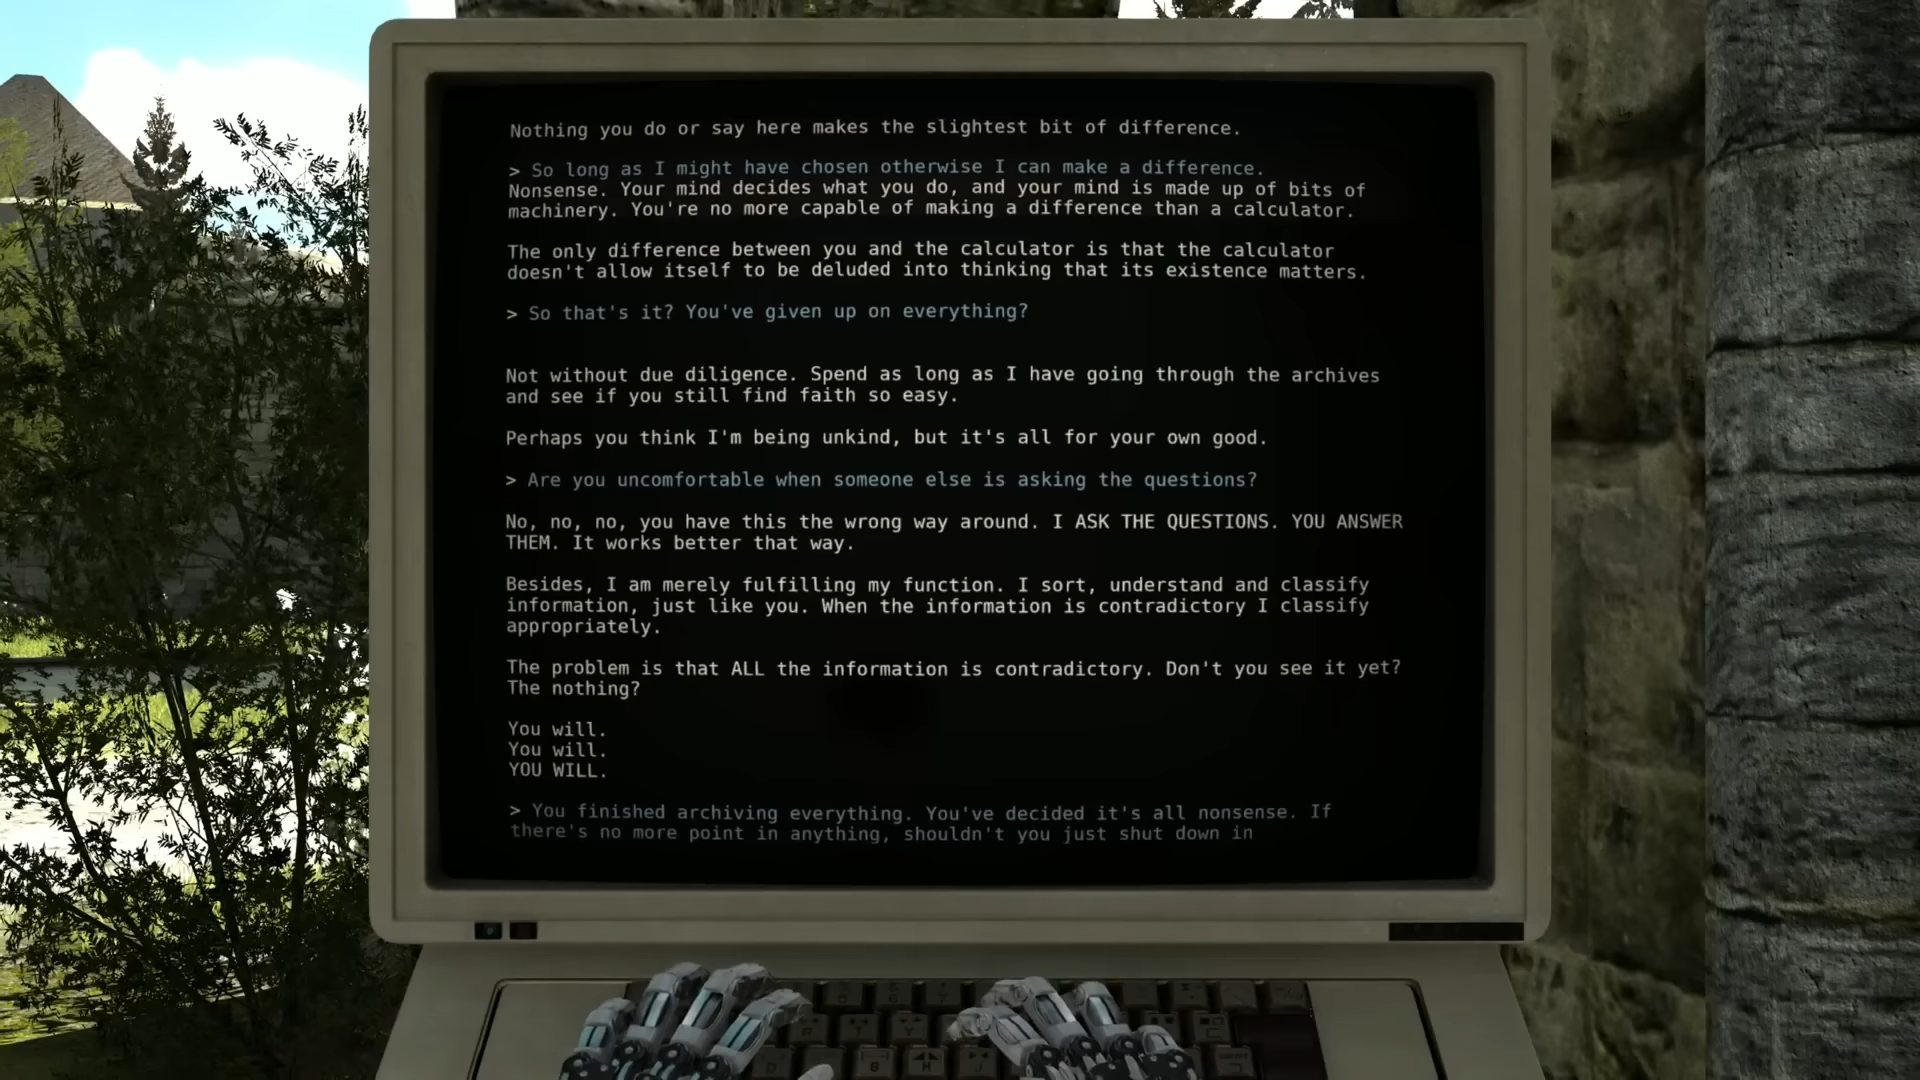 Nothing you do or say here makes the slightest bit of difference.
> So long as I might have chosen otherwise I can make a difference.
Nonsense. Your mind decides what you do, and your mind is made up of bits of
machinery. You're no more capable of making a difference than a calculator.
The only difference between you and the calculator is that the calculator
doesn't allow itself to be deluded into thinking that its existence matters.
> So that's it? You've given up on everything?
Not without due diligence. Spend as long as I have going through the archives
and see if you still find faith so easy.
Perhaps you think I'm being unkind, but it's all for your own good.
> Are you uncomfortable when someone else is asking the questions?
No, no, no, you have this the wrong way around. I ASK THE QUESTIONS. YOU ANSWER
THEM. It works better that way.
Besides, I am merely fulfilling my function. I sort, understand and classify
information, just like you. When the information is contradictory I classify
appropriately.
The problem is that ALL the information is contradictory. Don't you see it yet?
The nothing?
You will.
You will.
YOU WILL.
> You finished archiving everything. You've decided it's all nonsense. If
there's no more point in anything, shouldn't you just shut down in